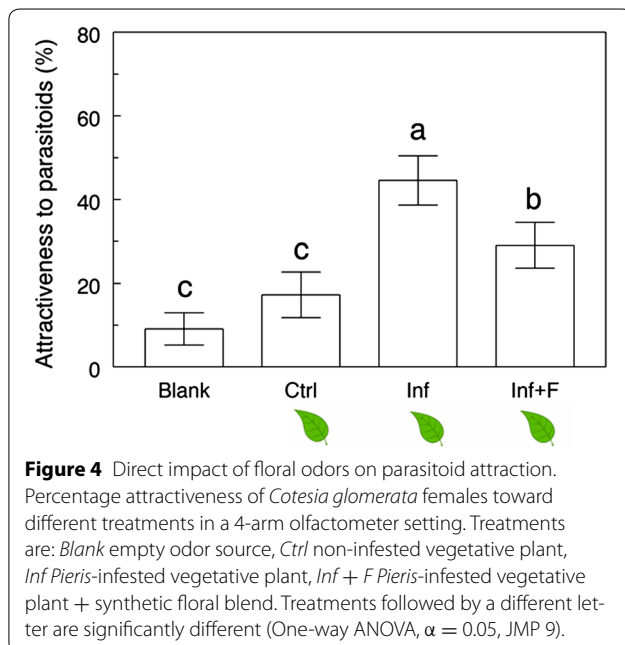 80
60
40
20
0
Attractiveness to parasitoids (%)
c
c
a
b
Blank
Ctrl
Inf
Inf+F
Figure 4 Direct impact of floral odors on parasitoid attraction.
Percentage attractiveness of Cotesia glomerata females toward
different treatments in a 4-arm olfactometer setting. Treatments
are: Blank empty odor source, Ctrl non-infested vegetative plant,
Inf Pieris-infested vegetative plant, Inf + F Pieris-infested vegetative
plant + synthetic floral blend. Treatments followed by a different let-
ter are significantly different (One-way ANOVA, α = 0.05, JMP 9).